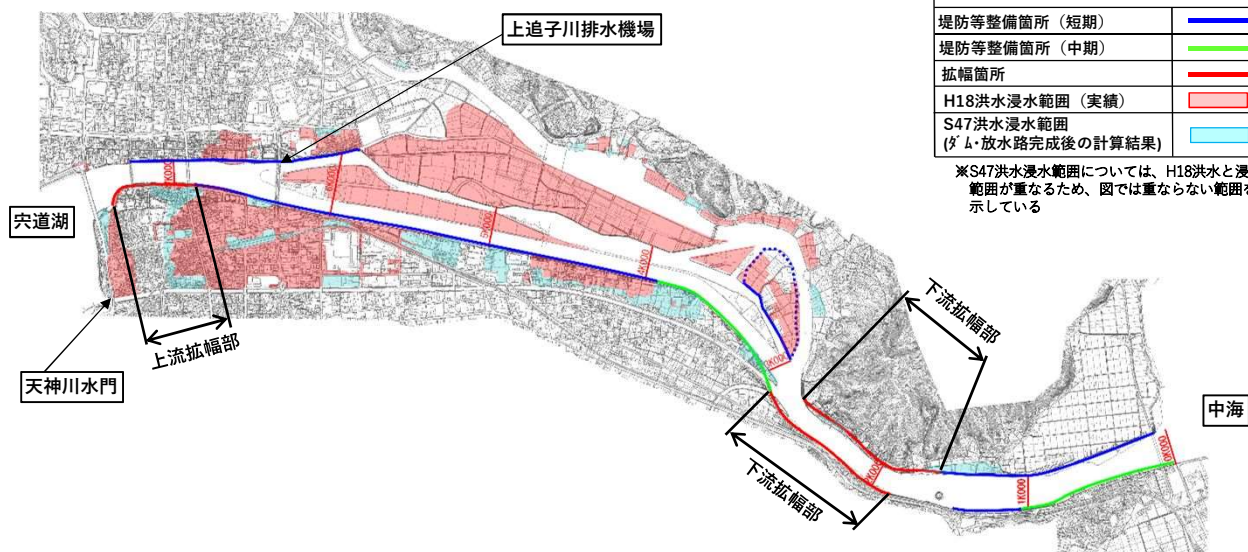 上追子川排水機場
堤防等整備箇所（短期）
堤防等整備箇所（中期）
拡幅箇所
H18洪水浸水範囲（実績）
S47洪水浸水範囲
(ダム・放水路完成後の計算結果)
※S47洪水浸水範囲については、H18洪水と浸
範囲が重なるため、図では重ならない範囲を
示している
宍道湖
上流拡幅部
天神川水門
下流拡幅部
下流拡幅部
中海
1K000
0K000